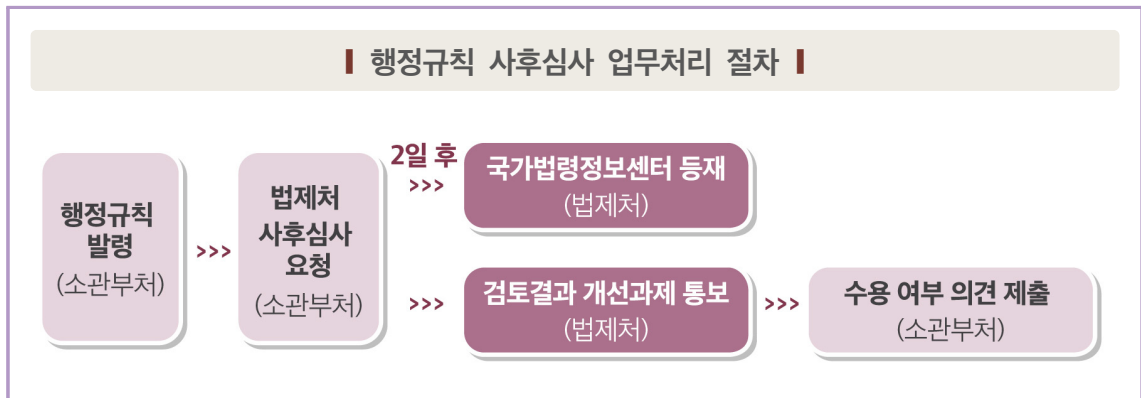 행정규칙 사후심사 업무처리 절차
행정규칙
발령
(소관부처)
>>>
법제처
사후심사
요청
(소관부처)
2일 후
>>>
국가법령정보센터 등재
(법제처)
>>>
검토결과 개선과제 통보
(법제처)
>>>
수용 여부 의견 제출
(소관부처)